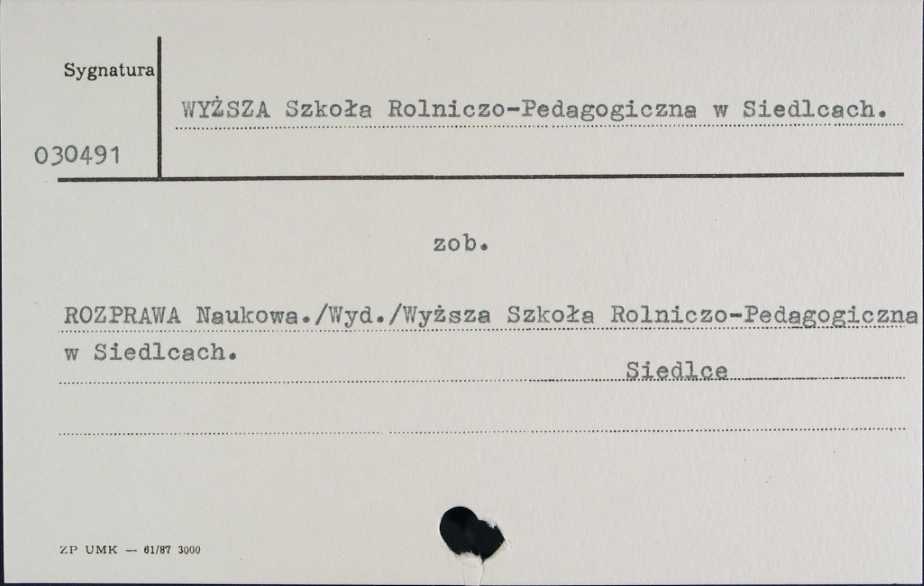 Sygnatura
WYŻSZA Szkoła Rolniczo-Pedagogiczna w Siedlcach.
030491
zob.
ROZPRAWA Naukowa./Wyd./Wyższa Szkoła Rolniczo-Pedagogiczna
w Siedlcach.
Siedlce
ZP UMK — 61/87 3000